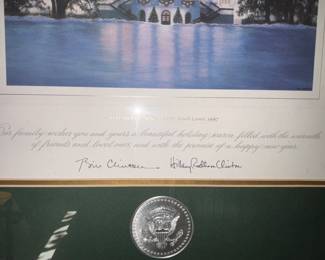 1997
Our family wishes you and yours a beautiful holiday season filled with the warmth
of friends and loved ones and with the promise of a happy new year.
Bill Clinton Hillary Rodham Clinton